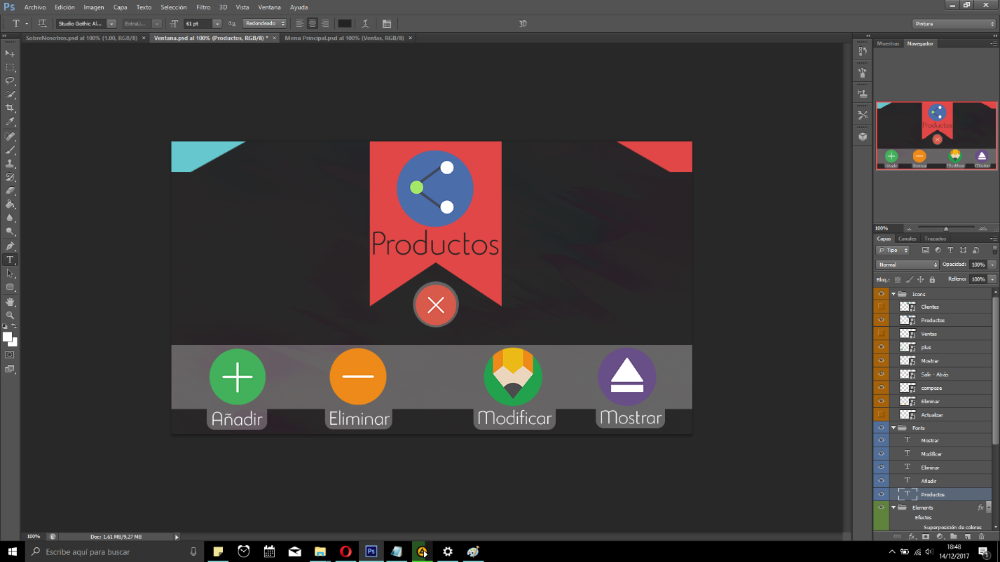 Ps Archivo Edición Imagen Capa Texto Selección Filtro 3D Vista Ventana Ayuda
T Studio Gothic Al... ExtraLi... 61 pt aa Redondeado 3D Pintura
SobreNosotros.psd al 100% (1.00, RGB/8) × Ventana.psd al 100% (Productos, RGB/8) * × Menu Principal.psd al 100% (Ventas, RGB/8) ×
Muestras Navegador
Productos
Añadir Eliminar Modificar Mostrar
100%
Capas Canales Trazados
Tipo
Normal Opacidad: 100%
Bloq.: Relleno: 100%
Icons
Clientes
Productos
Ventas
plus
Mostrar
Salir - Atrás
compose
Eliminar
Actualizar
Fonts
Mostrar
Modificar
Eliminar
Añadir
Productos
Elements fx
Efectos
Superposición de colores
Productos
Añadir Eliminar Modificar Mostrar
100% Doc: 1,61 MB/9,27 MB
Escribe aquí para buscar
Ps
18:48
14/12/2017
1